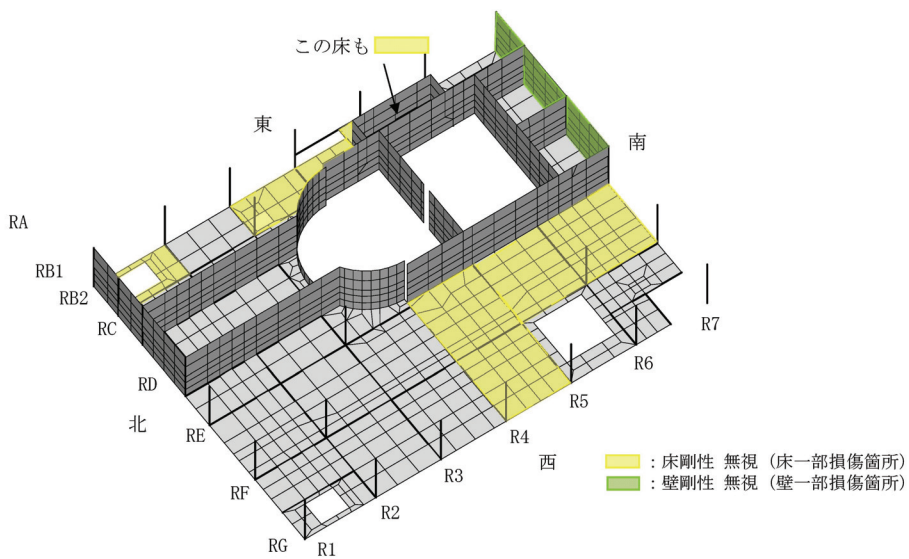 この床も
東
南
RA
RB1
RB2
RC
RD
北
RE
RF
RG
R1
R2
R3
R4
R5
R6
R7
西
：床剛性 無視（床一部損傷箇所）
：壁剛性 無視（壁一部損傷箇所）